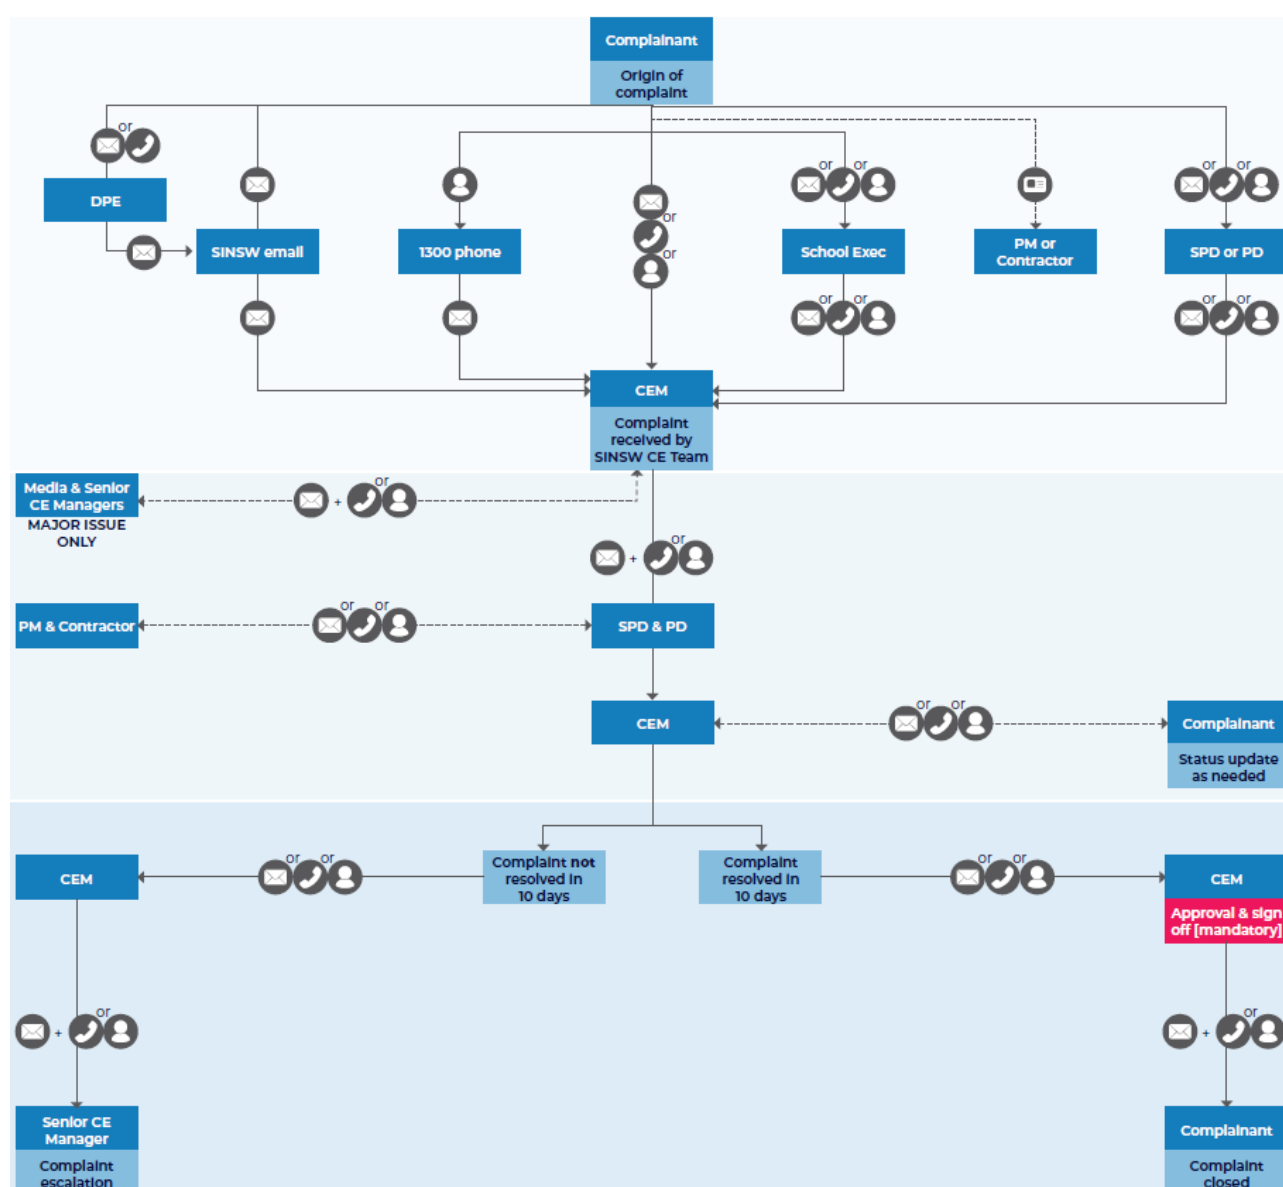 Complainant
Origin of
complaint
or
DPE
or
or
or
or
or
or
SINSW email
1300 phone
or
School Exec
PM or
Contractor
SPD or PD
or
or
or
or
CEM
Complaint
received by
SINSW CE Team
Media & Senior
CE Managers
MAJOR ISSUE
ONLY
+
or
+
or
PM & Contractor
or
or
SPD & PD
CEM
or
or
Complainant
Status update
as needed
CEM
or
or
Complaint not
resolved in
10 days
Complaint
resolved in
10 days
or
or
CEM
Approval & sign
off [mandatory]
+
or
+
or
Senior CE
Manager
Complaint
escalation
Complainant
Complaint
closed